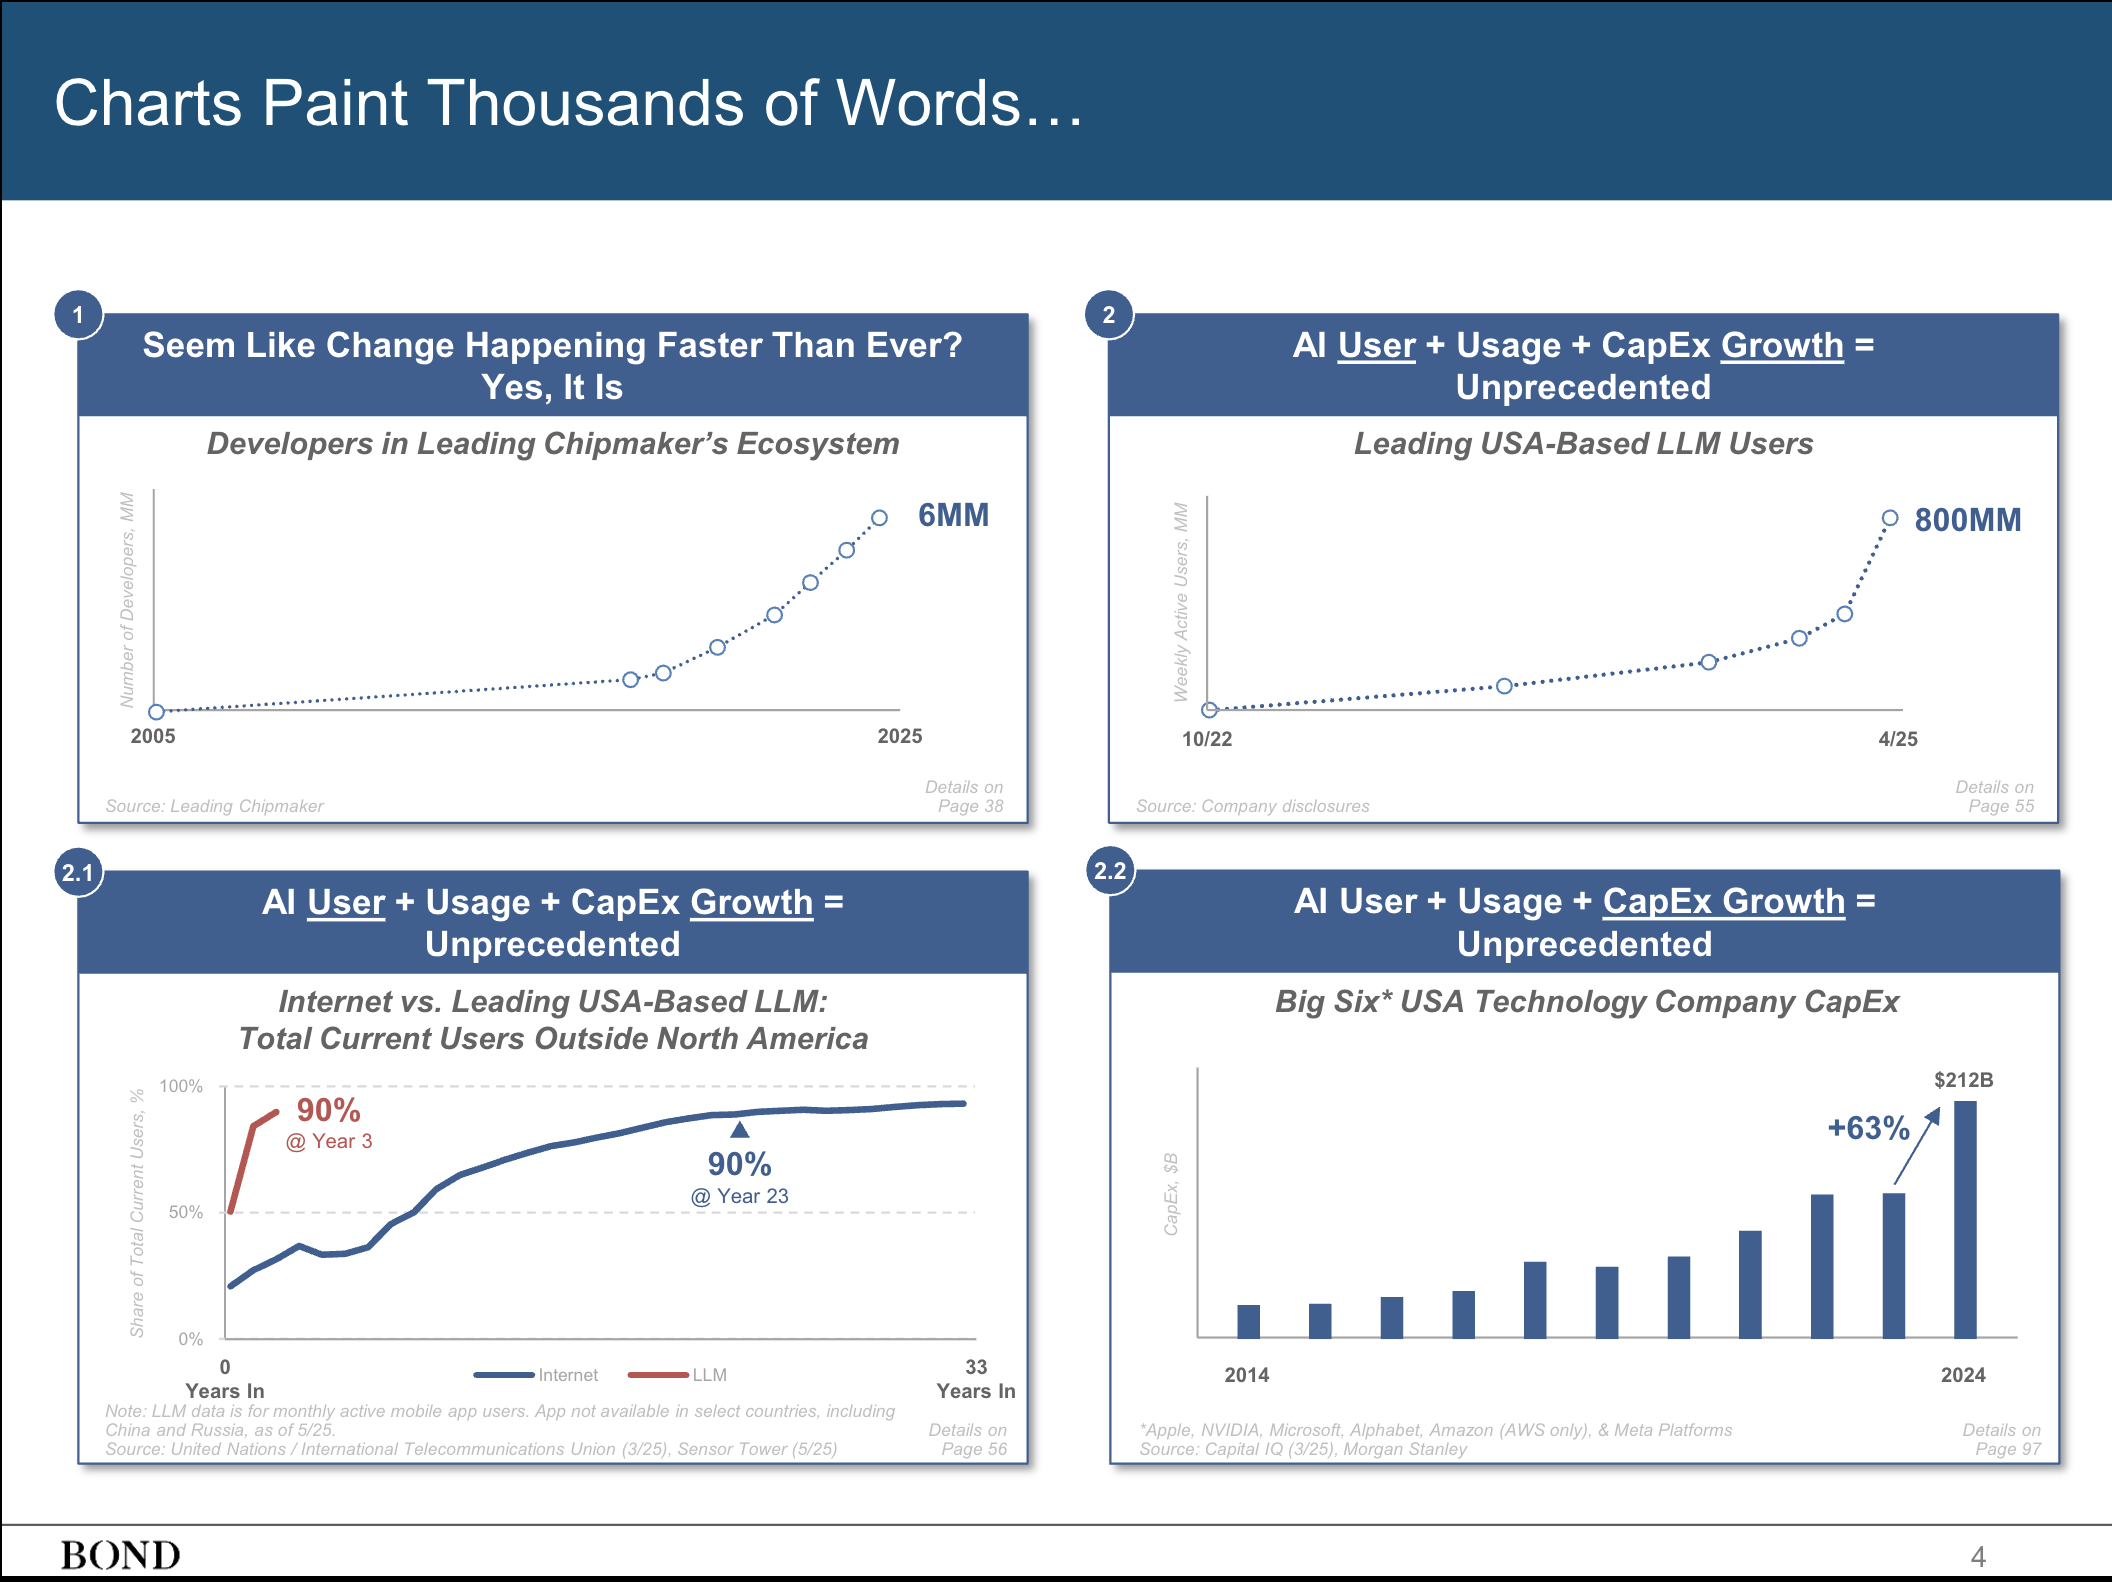 Charts Paint Thousands of Words…
1
Seem Like Change Happening Faster Than Ever?
Yes, It Is
Developers in Leading Chipmaker’s Ecosystem
Number of Developers, MM
6MM
2005
2025
Source: Leading Chipmaker
Details on
Page 38
2
AI User + Usage + CapEx Growth =
Unprecedented
Leading USA-Based LLM Users
Weekly Active Users, MM
800MM
10/22
4/25
Source: Company disclosures
Details on
Page 55
2.1
AI User + Usage + CapEx Growth =
Unprecedented
Internet vs. Leading USA-Based LLM:
Total Current Users Outside North America
Share of Total Current Users, %
100%
50%
0%
90%
@ Year 3
90%
@ Year 23
0
Years In
33
Years In
Internet
LLM
Note: LLM data is for monthly active mobile app users. App not available in select countries, including
China and Russia, as of 5/25.
Source: United Nations / International Telecommunications Union (3/25), Sensor Tower (5/25)
Details on
Page 56
2.2
AI User + Usage + CapEx Growth =
Unprecedented
Big Six* USA Technology Company CapEx
CapEx, $B
$212B
+63%
2014
2024
*Apple, NVIDIA, Microsoft, Alphabet, Amazon (AWS only), & Meta Platforms
Source: Capital IQ (3/25), Morgan Stanley
Details on
Page 97
BOND
4